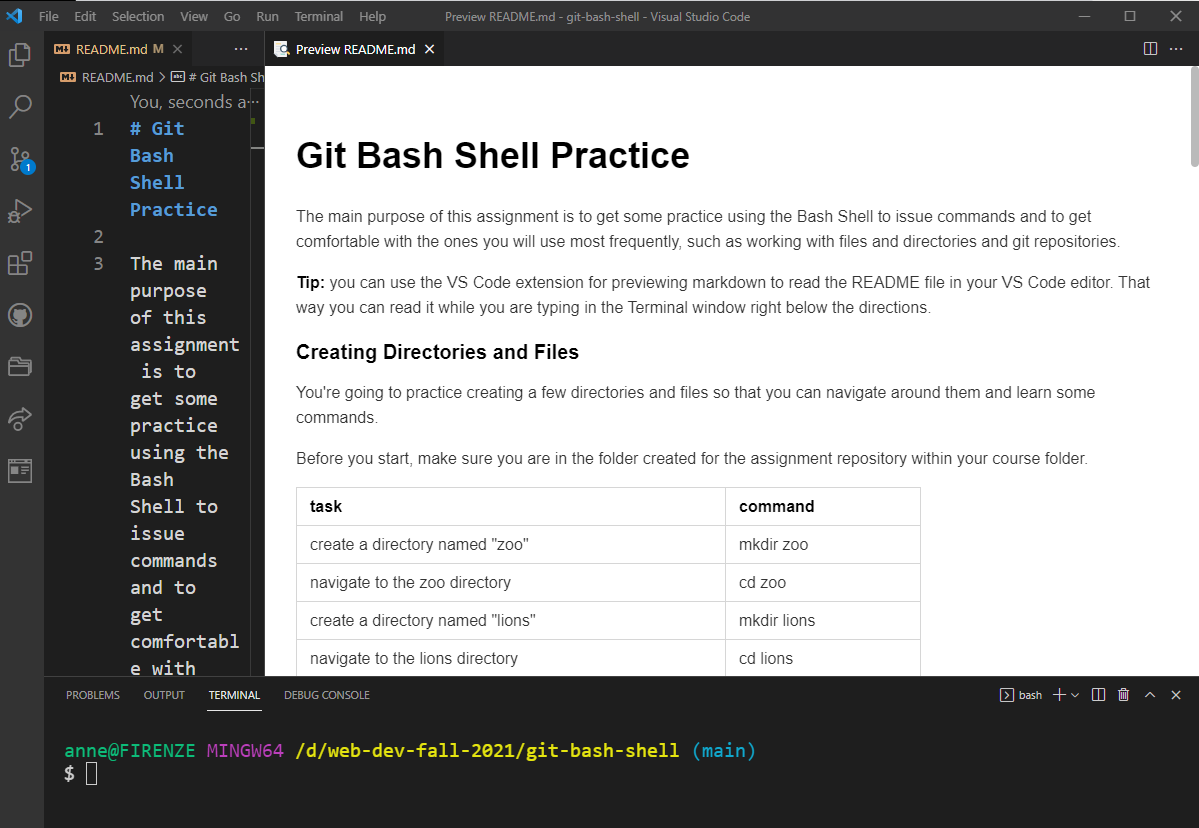 File Edit Selection View Go Run Terminal Help Preview README.md - git-bash-shell - Visual Studio Code
README.md M
Preview README.md
README.md > # Git Bash Sh
You, seconds a...
1 # Git
Bash
Shell
Practice
2
3 The main
purpose
of this
assignment
is to
get some
practice
using the
Bash
Shell to
issue
commands
and to
get
comfortabl
e with
1
Git Bash Shell Practice
The main purpose of this assignment is to get some practice using the Bash Shell to issue commands and to get
comfortable with the ones you will use most frequently, such as working with files and directories and git repositories.
Tip: you can use the VS Code extension for previewing markdown to read the README file in your VS Code editor. That
way you can read it while you are typing in the Terminal window right below the directions.
Creating Directories and Files
You're going to practice creating a few directories and files so that you can navigate around them and learn some
commands.
Before you start, make sure you are in the folder created for the assignment repository within your course folder.
task command
create a directory named "zoo" mkdir zoo
navigate to the zoo directory cd zoo
create a directory named "lions" mkdir lions
navigate to the lions directory cd lions
PROBLEMS OUTPUT TERMINAL DEBUG CONSOLE bash
anne@FIRENZE MINGW64 /d/web-dev-fall-2021/git-bash-shell (main)
$